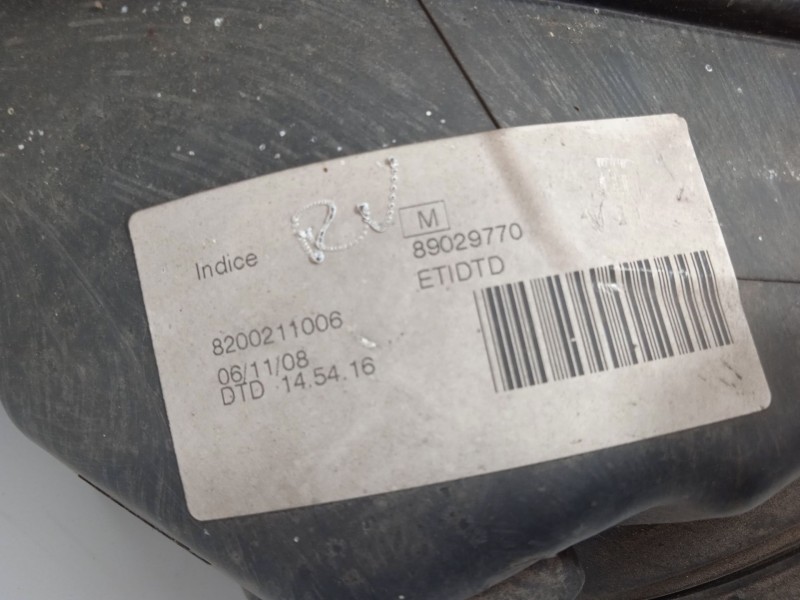 M
Indice
89029770
ETIDTD
8200211006
06/11/08
DTD 14.54.16